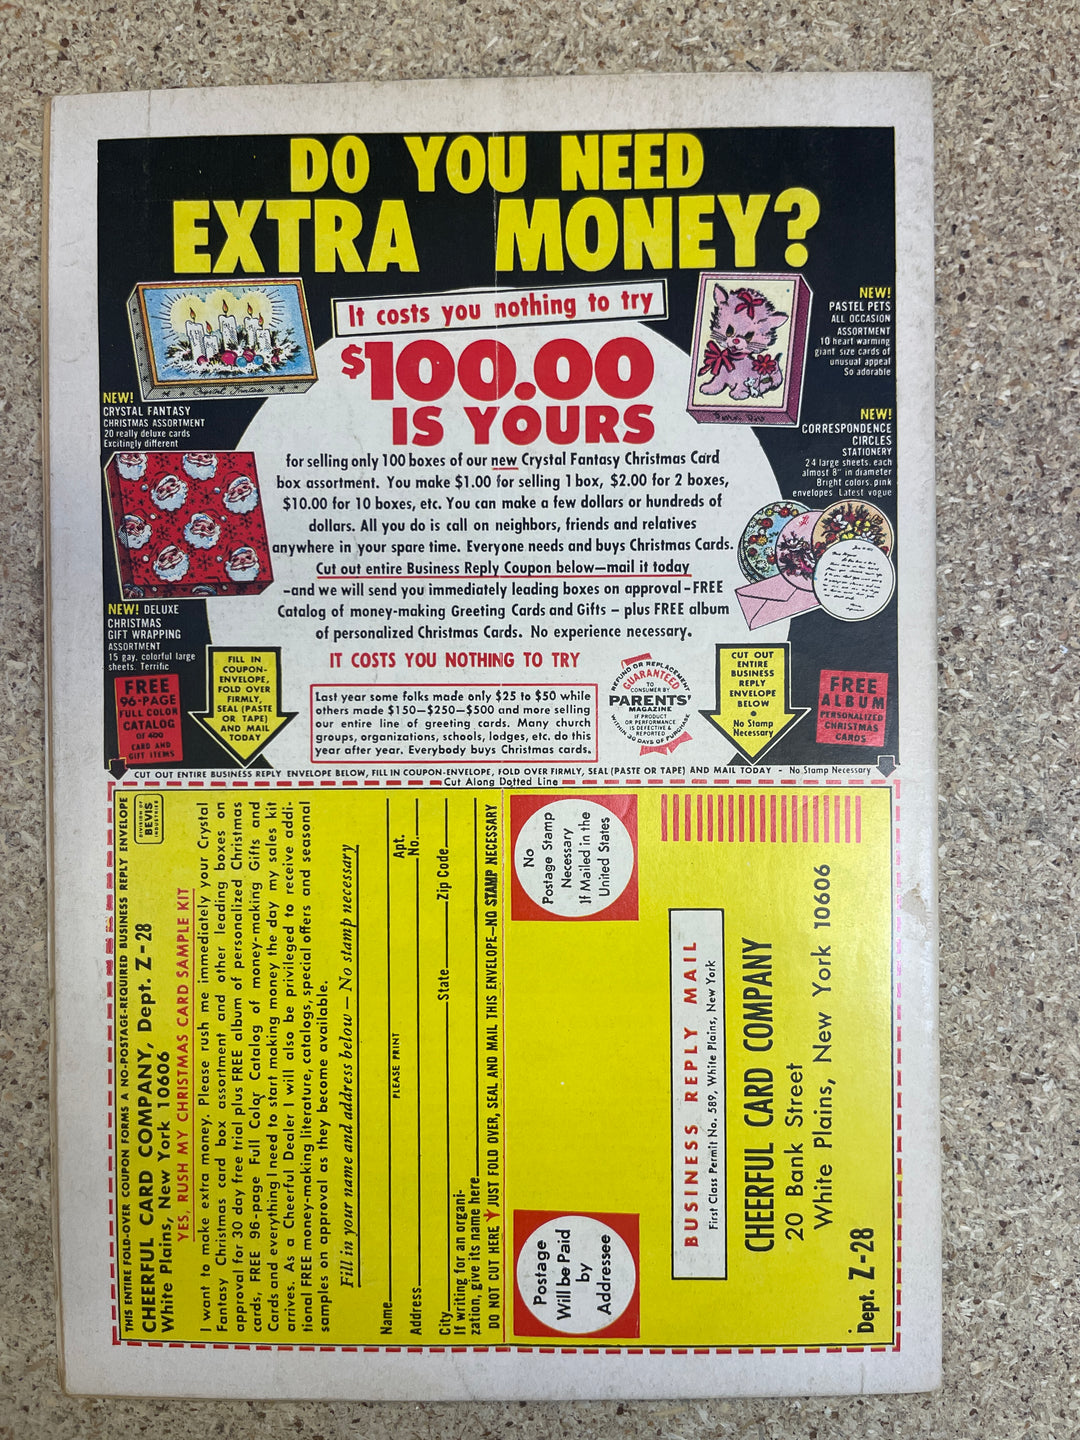 DO YOU NEED
EXTRA MONEY?
It costs you nothing to try
$100.00
IS YOURS
for selling only 100 boxes of our new Crystal Fantasy Christmas Card
box assortment. You make $1.00 for selling 1 box, $2.00 for 2 boxes,
$10.00 for 10 boxes, etc. You can make a few dollars or hundreds of
dollars. All you do is call on neighbors, friends and relatives
anywhere in your spare time. Everyone needs and buys Christmas Cards.
Cut out entire Business Reply Coupon below—mail it today
–and we will send you immediately leading boxes on approval – FREE
Catalog of money-making Greeting Cards and Gifts – plus FREE album
of personalized Christmas Cards. No experience necessary.
IT COSTS YOU NOTHING TO TRY
Crystal Fantasy
NEW!
CRYSTAL FANTASY
CHRISTMAS ASSORTMENT
20 really deluxe cards
Excitingly different
NEW! DELUXE
CHRISTMAS
GIFT WRAPPING
ASSORTMENT
15 gay, colorful large
sheets. Terrific
NEW!
PASTEL PETS
ALL OCCASION
ASSORTMENT
10 heart warming
giant size cards of
unusual appeal
So adorable
NEW!
CORRESPONDENCE
CIRCLES
STATIONERY
24 large sheets, each
almost 8" in diameter
Bright colors, pink
envelopes. Latest vogue
FREE
96-PAGE
FULL COLOR
CATALOG
OF 400
CARD AND
GIFT ITEMS
FILL IN
COUPON-
ENVELOPE,
FOLD OVER
FIRMLY,
SEAL (PASTE
OR TAPE)
AND MAIL
TODAY
Last year some folks made only $25 to $50 while
others made $150—$250—$500 and more selling
our entire line of greeting cards. Many church
groups, organizations, schools, lodges, etc. do this
year after year. Everybody buys Christmas cards.
REFUND OR REPLACEMENT
GUARANTEED
TO CONSUMER BY
PARENTS'
MAGAZINE
IF PRODUCT
OR PERFORMANCE
IS DEFECTIVE &
REPORTED
WITHIN 30 DAYS OF PURCHASE
CUT OUT
ENTIRE
BUSINESS
REPLY
ENVELOPE
BELOW
•
No Stamp
Necessary
FREE
ALBUM
PERSONALIZED
CHRISTMAS
CARDS
CUT OUT ENTIRE BUSINESS REPLY ENVELOPE BELOW, FILL IN COUPON-ENVELOPE, FOLD OVER FIRMLY, SEAL (PASTE OR TAPE) AND MAIL TODAY - No Stamp Necessary
Cut Along Dotted Line
THIS ENTIRE FOLD-OVER COUPON FORMS A NO-POSTAGE-REQUIRED BUSINESS REPLY ENVELOPE
CHEERFUL CARD COMPANY, Dept. Z-28
White Plains, New York 10606
DIVISION OF
BEVIS
INDUSTRIES
YES, RUSH MY CHRISTMAS CARD SAMPLE KIT
I want to make extra money. Please rush me immediately your Crystal
Fantasy Christmas card box assortment and other leading boxes on
approval for 30 day free trial plus FREE album of personalized Christmas
cards, FREE 96-page Full Color Catalog of money-making Gifts and
Cards and everything I need to start making money the day my sales kit
arrives. As a Cheerful Dealer I will also be privileged to receive addi-
tional FREE money-making literature, catalogs, special offers and seasonal
samples on approval as they become available.
Fill in your name and address below — No stamp necessary
Name
PLEASE PRINT
Address
Apt.
No.
City
State
Zip Code
If writing for an organi-
zation, give its name here
DO NOT CUT HERE JUST FOLD OVER, SEAL AND MAIL THIS ENVELOPE—NO STAMP NECESSARY
Postage
Will be Paid
by
Addressee
No
Postage Stamp
Necessary
If Mailed in the
United States
BUSINESS REPLY MAIL
First Class Permit No. 589, White Plains, New York
CHEERFUL CARD COMPANY
20 Bank Street
White Plains, New York 10606
Dept. Z-28